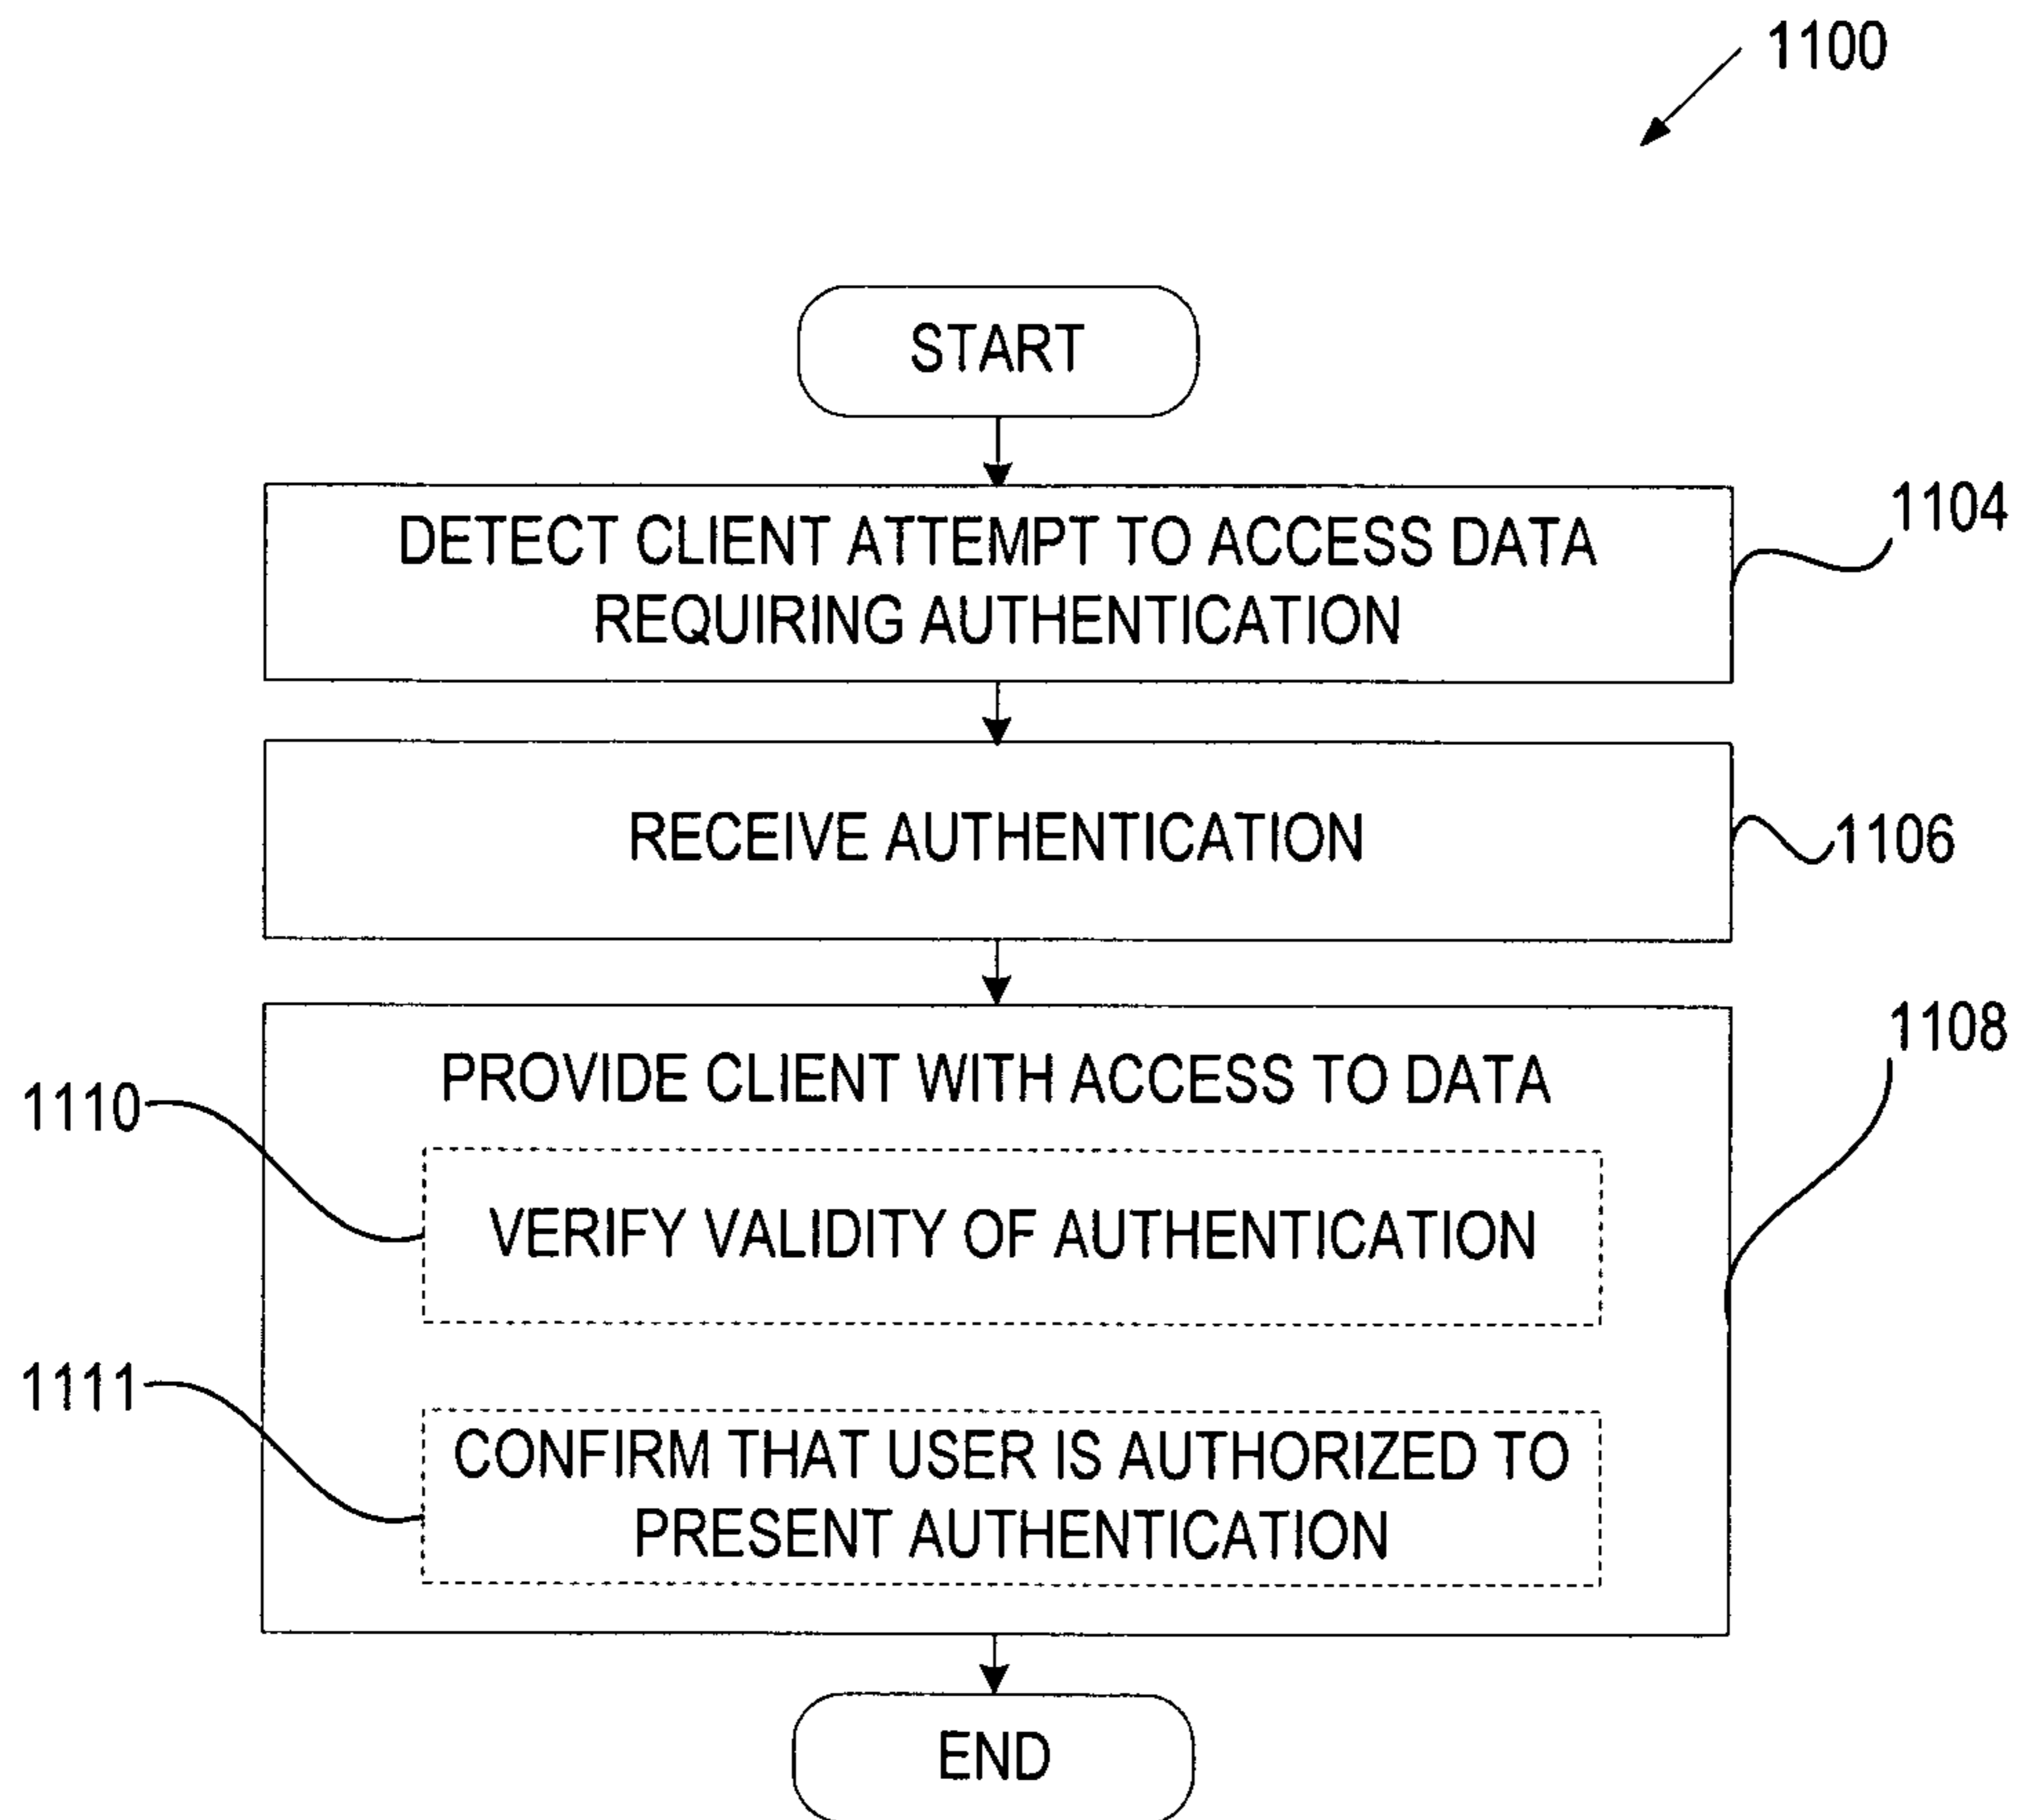 1100
START
DETECT CLIENT ATTEMPT TO ACCESS DATA
REQUIRING AUTHENTICATION
1104
RECEIVE AUTHENTICATION
1106
PROVIDE CLIENT WITH ACCESS TO DATA
1108
1110
VERIFY VALIDITY OF AUTHENTICATION
1111
CONFIRM THAT USER IS AUTHORIZED TO
PRESENT AUTHENTICATION
END